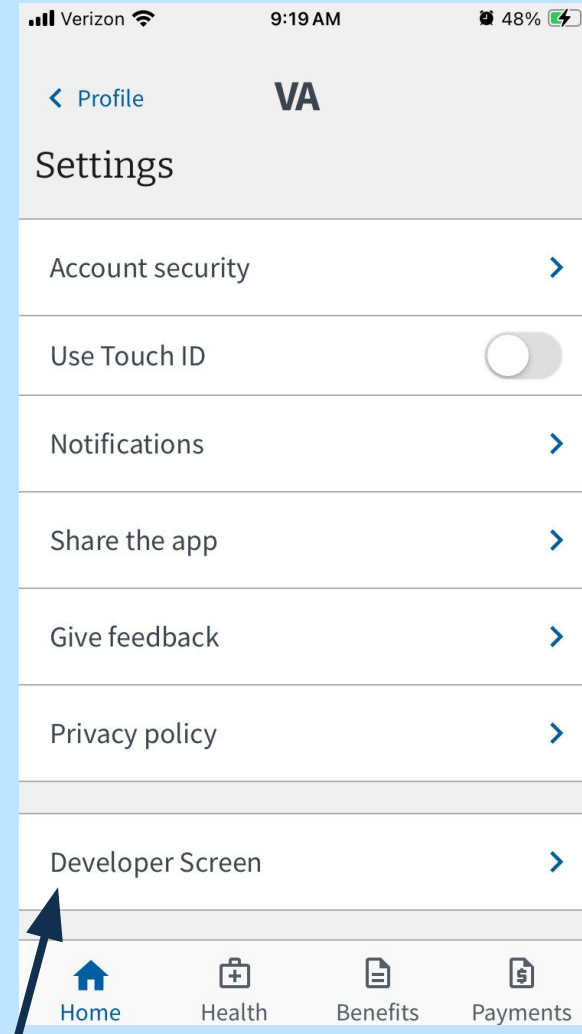 Verizon 9:19 AM 48%
Profile VA
Settings
Account security
Use Touch ID
Notifications
Share the app
Give feedback
Privacy policy
Developer Screen
Home Health Benefits Payments